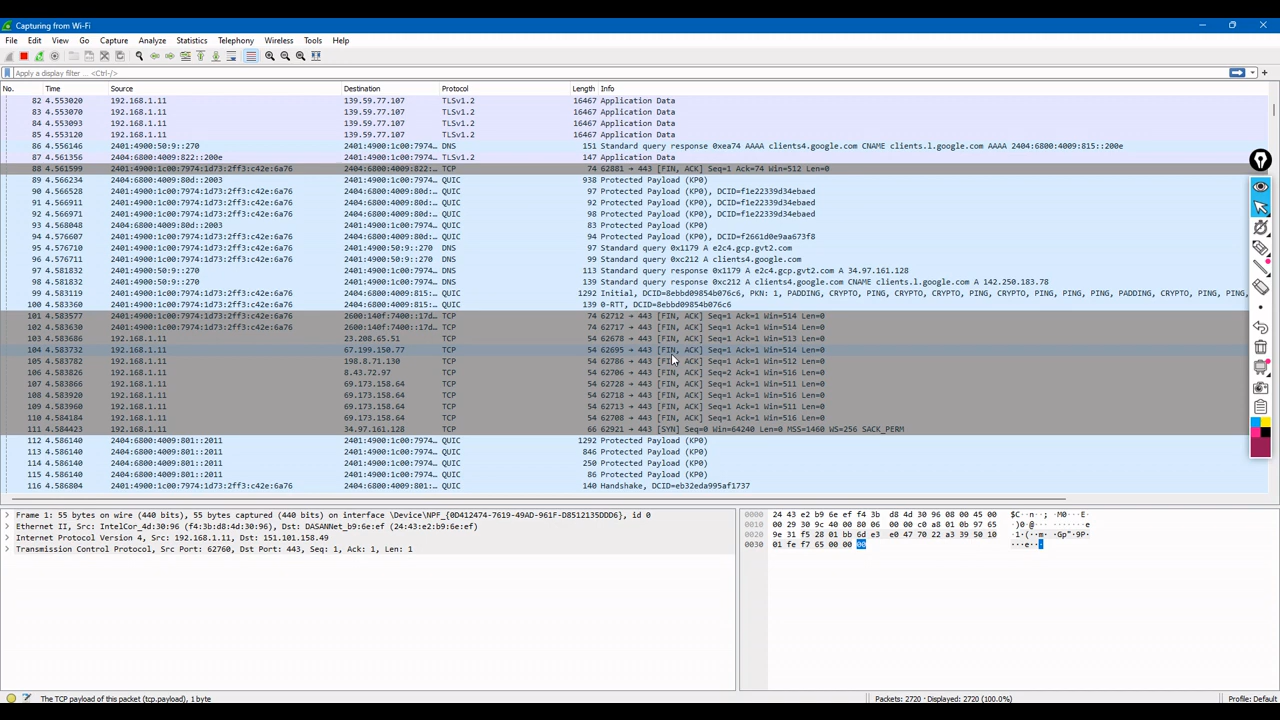 Capturing from Wi-Fi
File Edit View Go Capture Analyze Statistics Telephony Wireless Tools Help
Apply a display filter ... <Ctrl-/>
No. Time Source Destination Protocol Length Info
82 4.553020 192.168.1.11 139.59.77.107 TLSv1.2 16467 Application Data
83 4.553070 192.168.1.11 139.59.77.107 TLSv1.2 16467 Application Data
84 4.553093 192.168.1.11 139.59.77.107 TLSv1.2 16467 Application Data
85 4.553120 192.168.1.11 139.59.77.107 TLSv1.2 16467 Application Data
86 4.556146 2401:4900:50:9::270 2401:4900:1c00:7974… DNS 151 Standard query response 0xea74 AAAA clients4.google.com CNAME clients.l.google.com AAAA 2404:6800:4009:815::200e
87 4.561356 2404:6800:4009:822::200e 2401:4900:1c00:7974… TLSv1.2 147 Application Data
88 4.561599 2401:4900:1c00:7974:1d73:2ff3:c42e:6a76 2404:6800:4009:822:… TCP 74 62881 → 443 [FIN, ACK] Seq=1 Ack=74 Win=512 Len=0
89 4.566234 2404:6800:4009:80d::2003 2401:4900:1c00:7974… QUIC 938 Protected Payload (KP0)
90 4.566528 2401:4900:1c00:7974:1d73:2ff3:c42e:6a76 2404:6800:4009:80d:… QUIC 97 Protected Payload (KP0), DCID=f1e22339d34ebaed
91 4.566911 2401:4900:1c00:7974:1d73:2ff3:c42e:6a76 2404:6800:4009:80d:… QUIC 92 Protected Payload (KP0), DCID=f1e22339d34ebaed
92 4.566971 2401:4900:1c00:7974:1d73:2ff3:c42e:6a76 2404:6800:4009:80d:… QUIC 98 Protected Payload (KP0), DCID=f1e22339d34ebaed
93 4.568048 2404:6800:4009:80d::2003 2401:4900:1c00:7974… QUIC 83 Protected Payload (KP0)
94 4.576607 2401:4900:1c00:7974:1d73:2ff3:c42e:6a76 2404:6800:4009:80d:… QUIC 94 Protected Payload (KP0), DCID=f2661d0e9aa673f8
95 4.576710 2401:4900:1c00:7974:1d73:2ff3:c42e:6a76 2401:4900:50:9::270 DNS 97 Standard query 0x1179 A e2c4.gcp.gvt2.com
96 4.576711 2401:4900:1c00:7974:1d73:2ff3:c42e:6a76 2401:4900:50:9::270 DNS 99 Standard query 0xc212 A clients4.google.com
97 4.581832 2401:4900:50:9::270 2401:4900:1c00:7974… DNS 113 Standard query response 0x1179 A e2c4.gcp.gvt2.com A 34.97.161.128
98 4.581832 2401:4900:50:9::270 2401:4900:1c00:7974… DNS 139 Standard query response 0xc212 A clients4.google.com CNAME clients.l.google.com A 142.250.183.78
99 4.583119 2401:4900:1c00:7974:1d73:2ff3:c42e:6a76 2404:6800:4009:815:… QUIC 1292 Initial, DCID=8ebbd09854b076c6, PKN: 1, PADDING, CRYPTO, PING, PING, CRYPTO, CRYPTO, PING, PING, CRYPTO, PADDING, CRYPTO, PING, PING,
100 4.583360 2401:4900:1c00:7974:1d73:2ff3:c42e:6a76 2404:6800:4009:815:… QUIC 139 0-RTT, DCID=8ebbd09854b076c6
101 4.583577 2401:4900:1c00:7974:1d73:2ff3:c42e:6a76 2600:140f:7400:117d… TCP 74 62712 → 443 [FIN, ACK] Seq=1 Ack=1 Win=514 Len=0
102 4.583630 2401:4900:1c00:7974:1d73:2ff3:c42e:6a76 2600:140f:7400:117d… TCP 74 62717 → 443 [FIN, ACK] Seq=1 Ack=1 Win=514 Len=0
103 4.583686 192.168.1.11 23.208.65.51 TCP 54 62678 → 443 [FIN, ACK] Seq=1 Ack=1 Win=513 Len=0
104 4.583732 192.168.1.11 67.199.150.77 TCP 54 62695 → 443 [FIN, ACK] Seq=1 Ack=1 Win=514 Len=0
105 4.583782 192.168.1.11 198.8.71.130 TCP 54 62786 → 443 [FIN, ACK] Seq=1 Ack=1 Win=512 Len=0
106 4.583826 192.168.1.11 8.43.72.97 TCP 54 62706 → 443 [FIN, ACK] Seq=2 Ack=1 Win=516 Len=0
107 4.583866 192.168.1.11 69.173.158.64 TCP 54 62728 → 443 [FIN, ACK] Seq=1 Ack=1 Win=511 Len=0
108 4.583920 192.168.1.11 69.173.158.64 TCP 54 62718 → 443 [FIN, ACK] Seq=1 Ack=1 Win=516 Len=0
109 4.583960 192.168.1.11 69.173.158.64 TCP 54 62713 → 443 [FIN, ACK] Seq=1 Ack=1 Win=511 Len=0
110 4.584184 192.168.1.11 69.173.158.64 TCP 54 62708 → 443 [FIN, ACK] Seq=1 Ack=1 Win=516 Len=0
111 4.584423 192.168.1.11 34.97.161.128 TCP 66 62921 → 443 [SYN] Seq=0 Win=64240 Len=0 MSS=1460 WS=256 SACK_PERM
112 4.586140 2404:6800:4009:801::2011 2401:4900:1c00:7974… QUIC 1292 Protected Payload (KP0)
113 4.586140 2404:6800:4009:801::2011 2401:4900:1c00:7974… QUIC 846 Protected Payload (KP0)
114 4.586140 2404:6800:4009:801::2011 2401:4900:1c00:7974… QUIC 250 Protected Payload (KP0)
115 4.586140 2404:6800:4009:801::2011 2401:4900:1c00:7974… QUIC 86 Protected Payload (KP0)
116 4.586804 2401:4900:1c00:7974:1d73:2ff3:c42e:6a76 2404:6800:4009:801:… QUIC 140 Handshake, DCID=eb32eda995af1737
Frame 1: 55 bytes on wire (440 bits), 55 bytes captured (440 bits) on interface \Device\NPF_{0D412474-7619-49AD-961F-D8512135DDD6}, id 0
Ethernet II, Src: IntelCor_4d:30:96 (f4:3b:d8:4d:30:96), Dst: DASANNet_b9:6e:ef (24:43:e2:b9:6e:ef)
Internet Protocol Version 4, Src: 192.168.1.11, Dst: 151.101.158.49
Transmission Control Protocol, Src Port: 62760, Dst Port: 443, Seq: 1, Ack: 1, Len: 1
0000 24 43 e2 b9 6e ef f4 3b d8 4d 30 96 08 00 45 00 $C··n··; ·M0···E·
0010 00 29 30 9c 40 00 80 06 00 00 c0 a8 01 0b 97 65 ·)0·@··· ·······e
0020 9e 31 f5 28 01 bb 6d e3 e0 47 70 22 a3 39 50 10 ·1·(··m· ·Gp"·9P·
0030 01 fe f7 65 00 00 00 ···e···
The TCP payload of this packet (tcp.payload), 1 byte
Packets: 2720 · Displayed: 2720 (100.0%)
Profile: Default